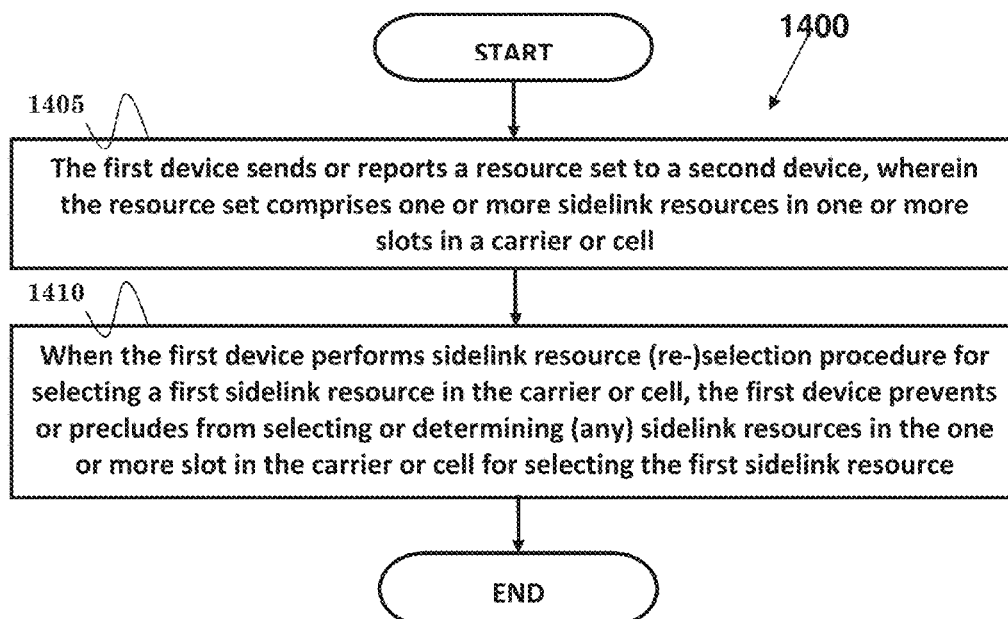 1400
START
1405
The first device sends or reports a resource set to a second device, wherein
the resource set comprises one or more sidelink resources in one or more
slots in a carrier or cell
1410
When the first device performs sidelink resource (re-)selection procedure for
selecting a first sidelink resource in the carrier or cell, the first device prevents
or precludes from selecting or determining (any) sidelink resources in the one
or more slot in the carrier or cell for selecting the first sidelink resource
END